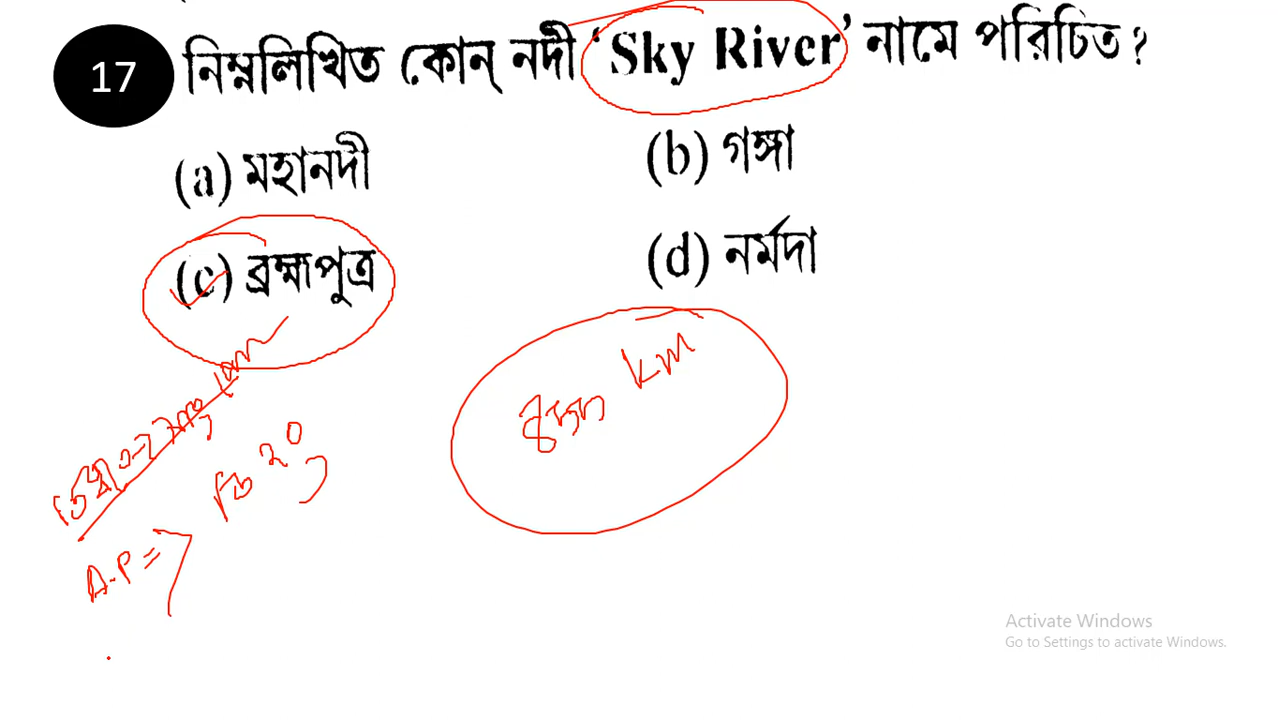 17 নিম্নলিখিত কোন্ নদী ‘Sky River’ নামে পরিচিত?
(a) মহানদী (b) গঙ্গা
(c) ব্রহ্মপুত্র (d) নর্মদা
km
A.P =>
Activate Windows
Go to Settings to activate Windows.